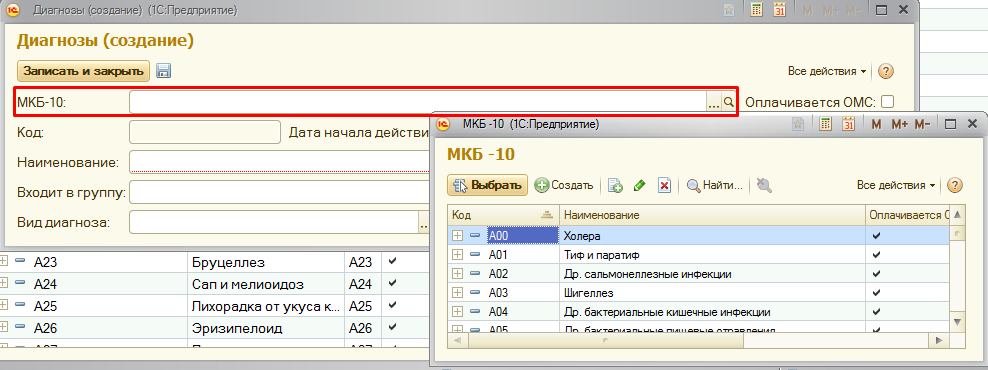 Диагнозы (создание) (1С:Предприятие)
M M+ M-
Диагнозы (создание)
Записать и закрыть
Все действия
МКБ-10:
Оплачивается ОМС:
Код:
Дата начала действи
Наименование:
Входит в группу:
Вид диагноза:
A23 Бруцеллез A23
A24 Сап и мелиоидоз A24
A25 Лихорадка от укуса к... A25
A26 Эризипелоид A26
МКБ -10 (1С:Предприятие)
M M+ M-
МКБ -10
Выбрать
Создать
Найти...
Все действия
Код Наименование Оплачивается О
A00 Холера
A01 Тиф и паратиф
A02 Др. сальмонеллезные инфекции
A03 Шигеллез
A04 Др. бактериальные кишечные инфекции
A05 Др. бактериальные пищевые отравления